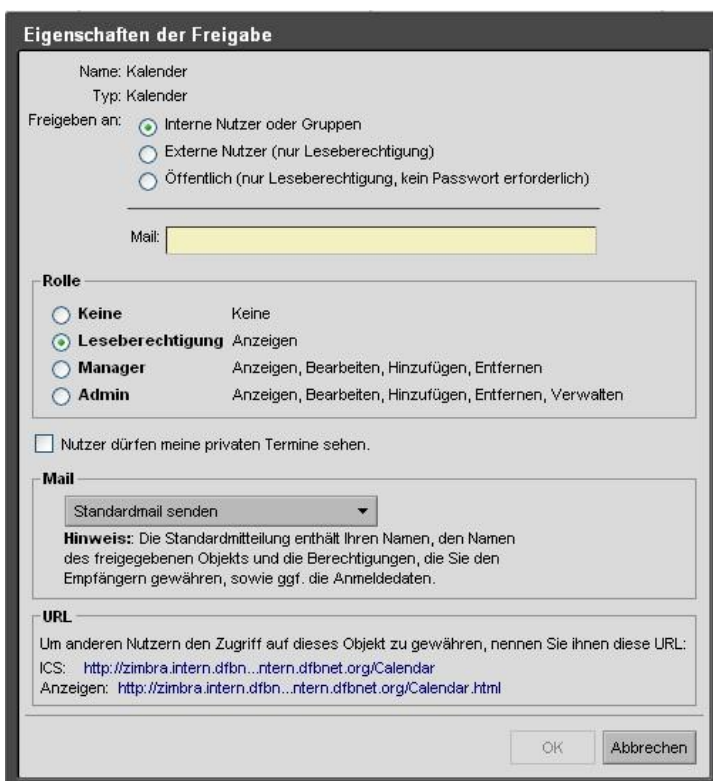 Eigenschaften der Freigabe
Name: Kalender
Typ: Kalender
Freigeben an: Interne Nutzer oder Gruppen
Externe Nutzer (nur Leseberechtigung)
Öffentlich (nur Leseberechtigung, kein Passwort erforderlich)
Mail:
Rolle
Keine Keine
Leseberechtigung Anzeigen
Manager Anzeigen, Bearbeiten, Hinzufügen, Entfernen
Admin Anzeigen, Bearbeiten, Hinzufügen, Entfernen, Verwalten
Nutzer dürfen meine privaten Termine sehen.
Mail
Standardmail senden
Hinweis:: Die Standardmitteilung enthält Ihren Namen, den Namen
des freigegebenen Objekts und die Berechtigungen, die Sie den
Empfängern gewähren, sowie ggf. die Anmeldedaten.
URL
Um anderen Nutzern den Zugriff auf dieses Objekt zu gewähren, nennen Sie ihnen diese URL:
ICS: http://zimbra.intern.dfbn...ntern.dfbnet.org/Calendar
Anzeigen: http://zimbra.intern.dfbn...ntern.dfbnet.org/Calendar.html
OK Abbrechen